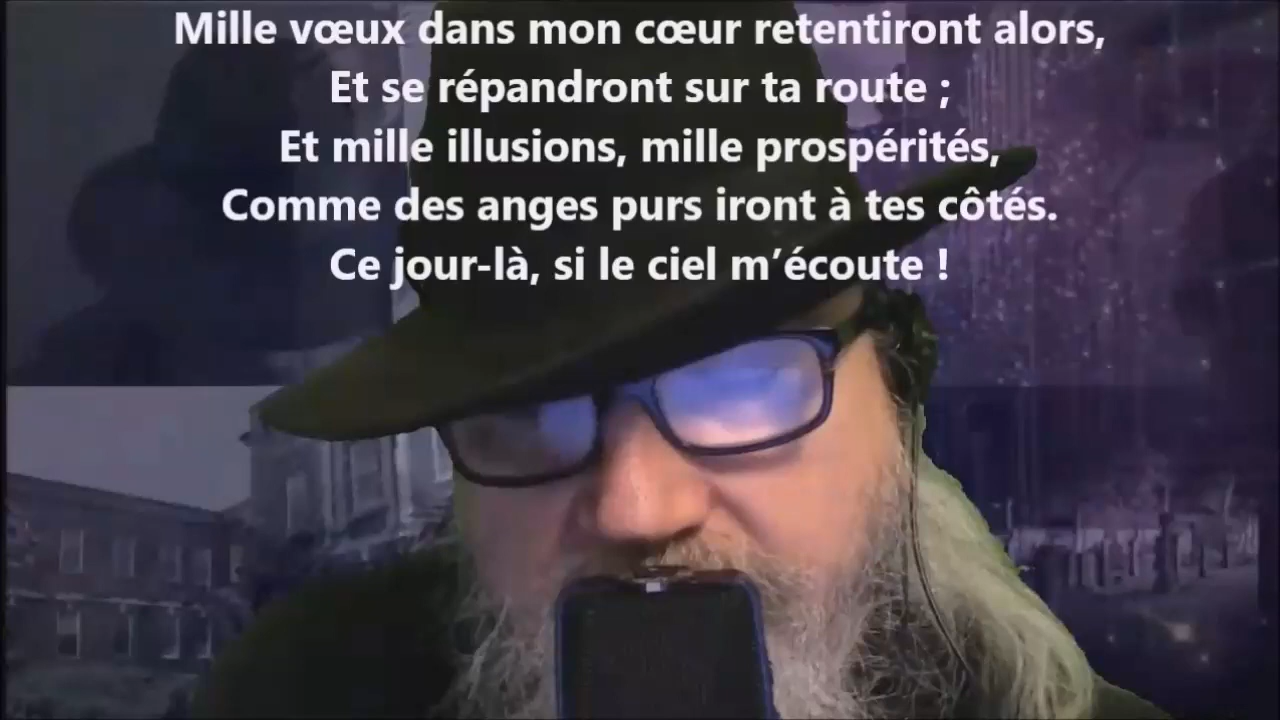 Mille vœux dans mon cœur retentiront alors,
Et se répandront sur ta route ;
Et mille illusions, mille prospérités,
Comme des anges purs iront à tes côtés.
Ce jour-là, si le ciel m’écoute !